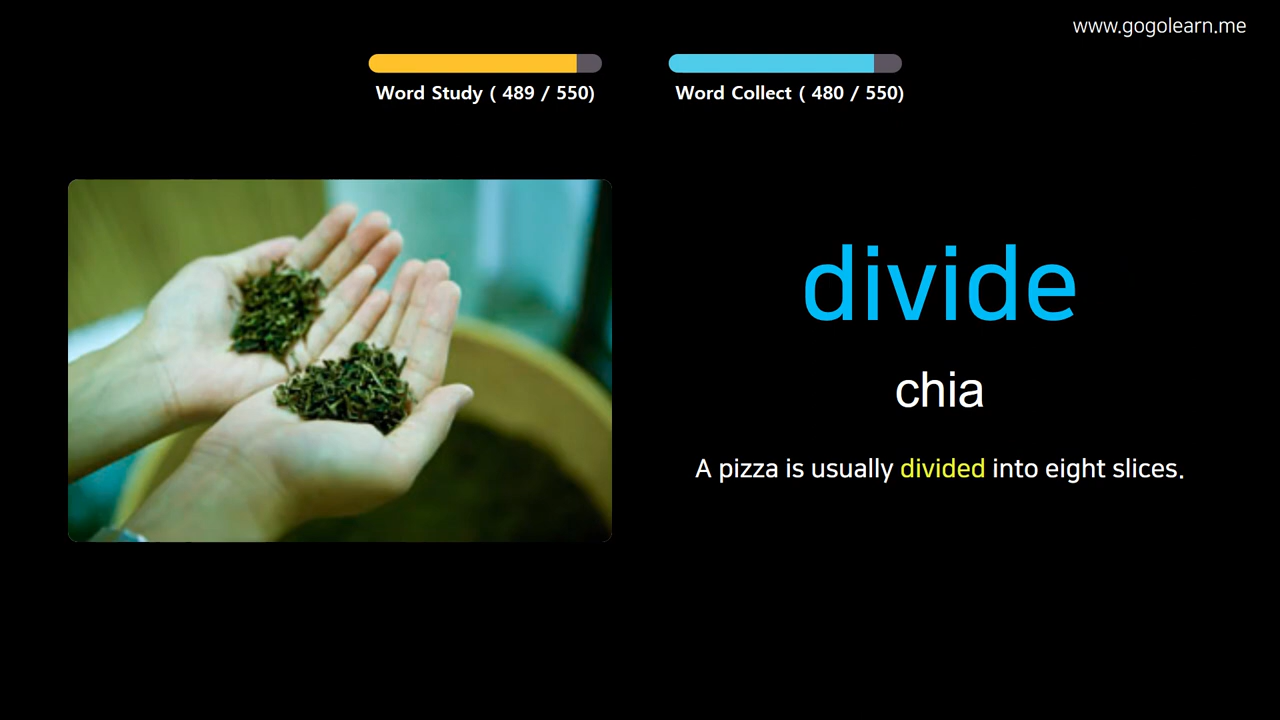 www.gogolearn.me
Word Study ( 489 / 550)
Word Collect ( 480 / 550)
divide
chia
A pizza is usually divided into eight slices.